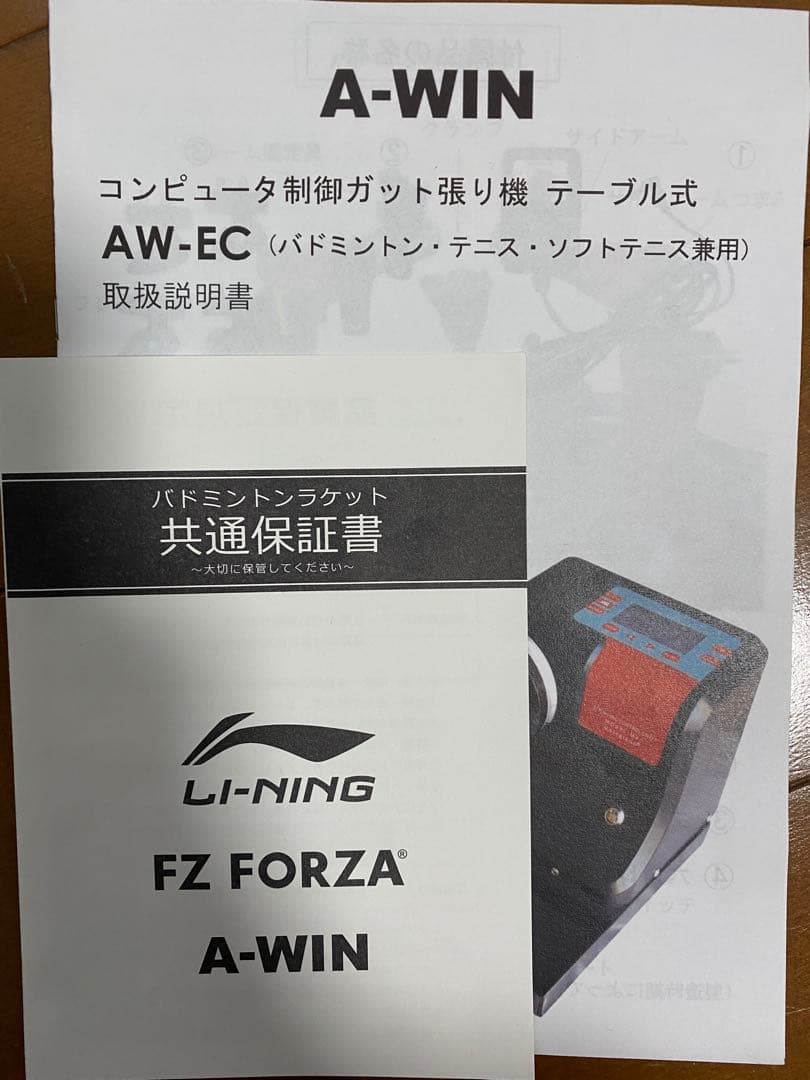 A-WIN
コンピュータ制御ガット張り機 テーブル式
AW-EC（バドミントン・テニス・ソフトテニス兼用）
取扱説明書
バドミントンラケット
共通保証書
～大切に保管してください～
LI-NING
FZ FORZA®
A-WIN